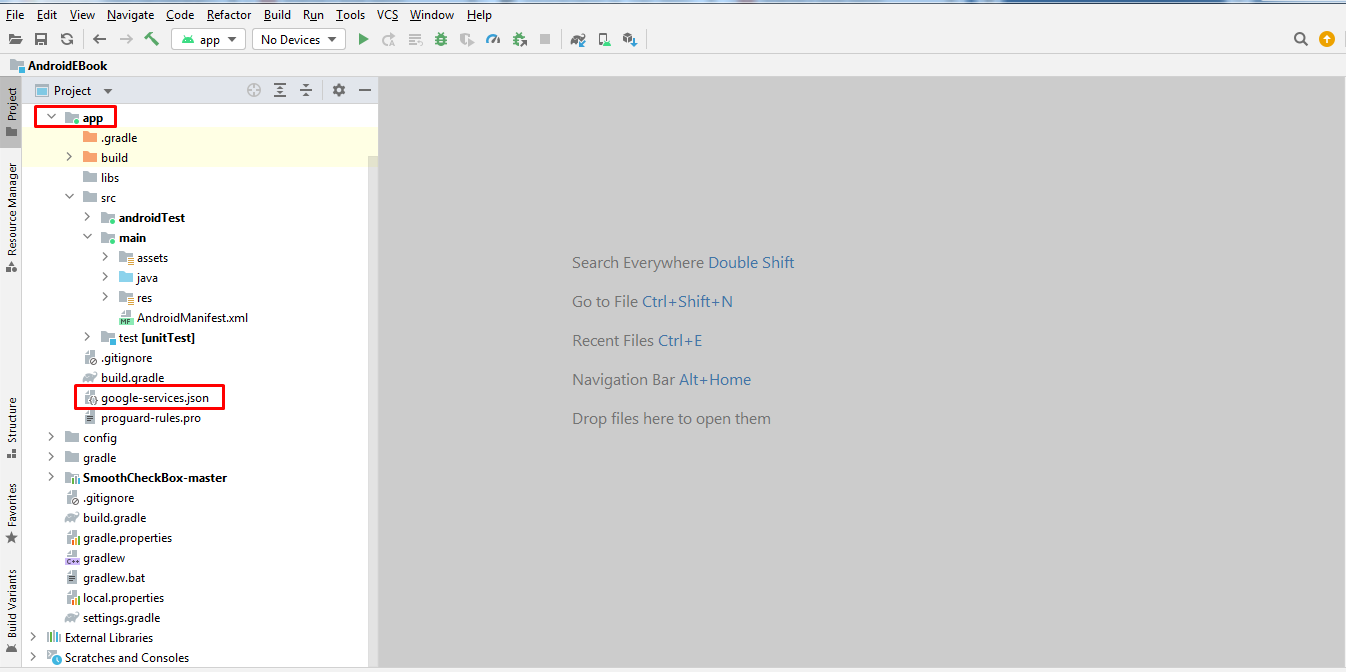 File Edit View Navigate Code Refactor Build Run Tools VCS Window Help
app No Devices
AndroidEBook
Project
Project
Resource Manager
Structure
Favorites
Build Variants
app
.gradle
build
libs
src
androidTest
main
assets
java
res
MF AndroidManifest.xml
test [unitTest]
.gitignore
build.gradle
google-services.json
proguard-rules.pro
config
gradle
SmoothCheckBox-master
.gitignore
build.gradle
gradle.properties
C++ gradlew
gradlew.bat
local.properties
settings.gradle
External Libraries
Scratches and Consoles
Search Everywhere Double Shift
Go to File Ctrl+Shift+N
Recent Files Ctrl+E
Navigation Bar Alt+Home
Drop files here to open them